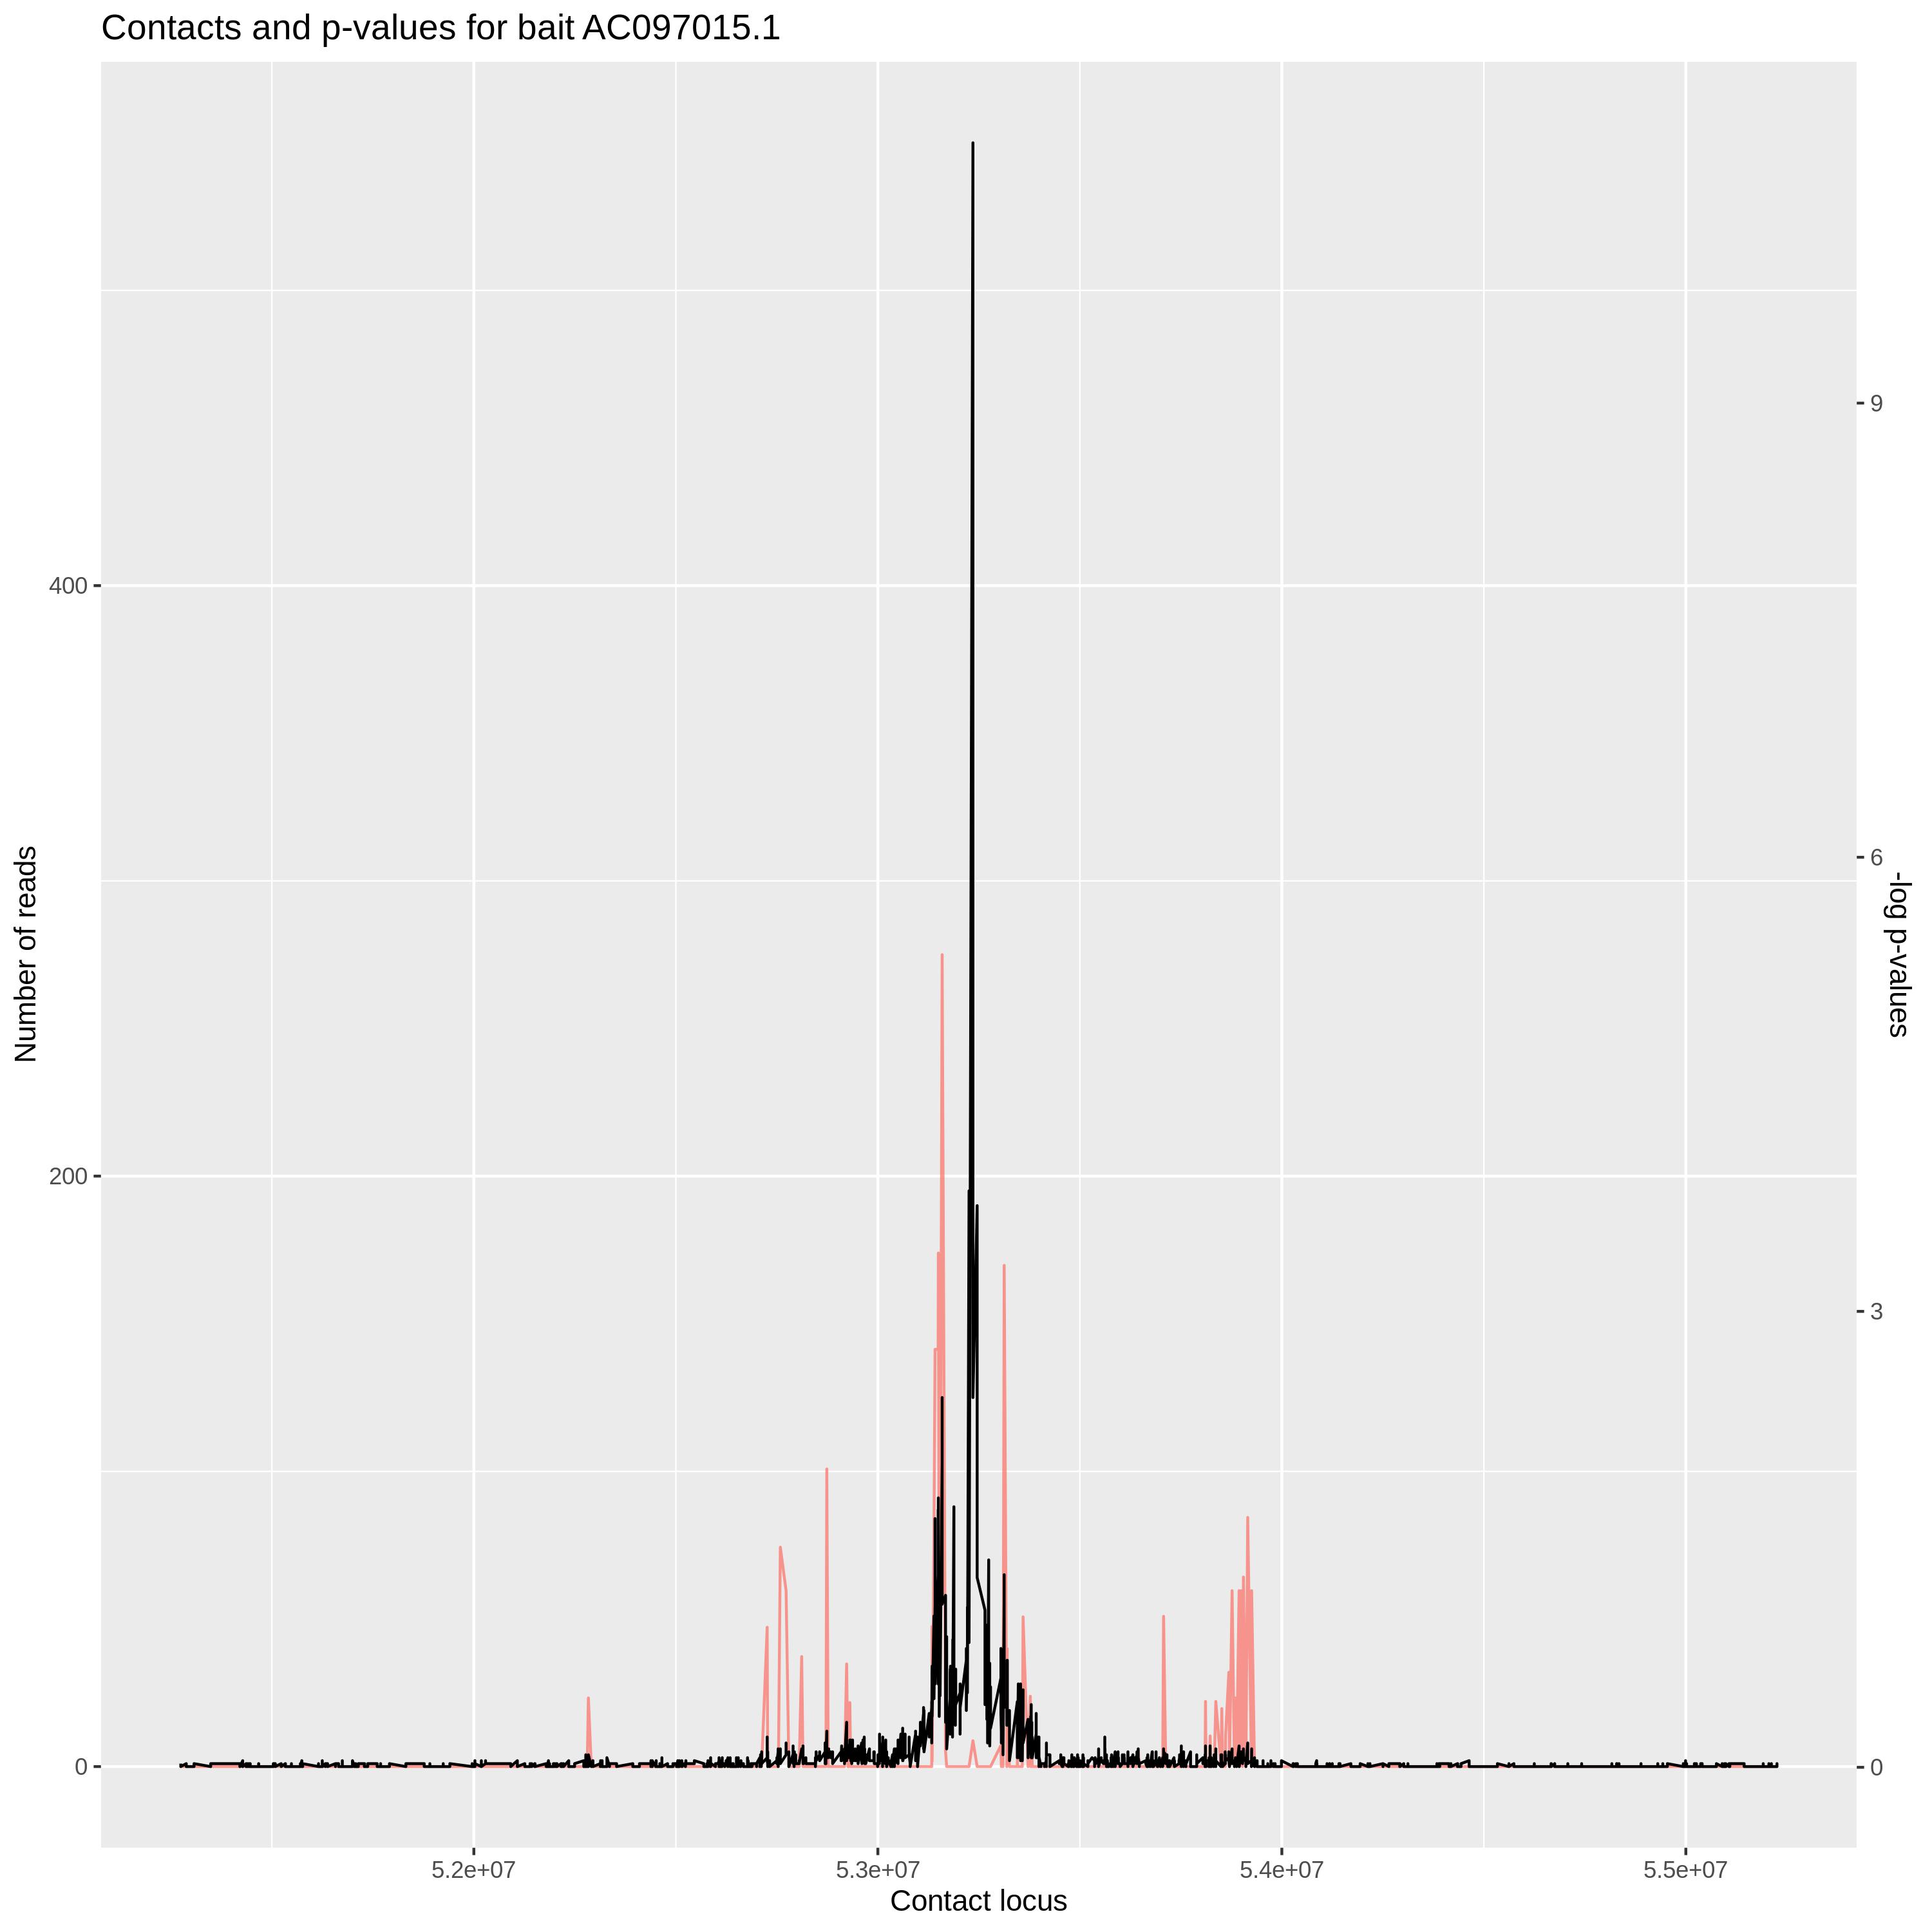 Contacts and p-values for bait AC097015.1
Number of reads
400
200
0
9
6
3
0
-log p-values
5.2e+07
5.3e+07
5.4e+07
5.5e+07
Contact locus